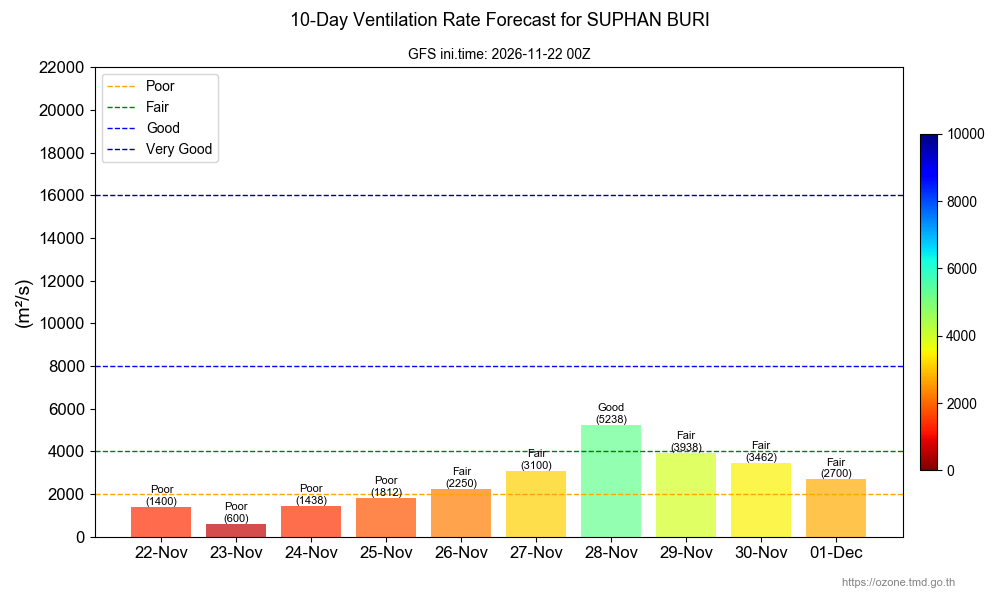 10-Day Ventilation Rate Forecast for SUPHAN BURI
GFS ini.time: 2026-11-22 00Z
22000
20000
18000
16000
14000
12000
10000
8000
6000
4000
2000
0
(m²/s)
Poor
Fair
Good
Very Good
Poor
(1400)
Poor
(600)
Poor
(1438)
Poor
(1812)
Fair
(2250)
Fair
(3100)
Good
(5238)
Fair
(3938)
Fair
(3462)
Fair
(2700)
22-Nov 23-Nov 24-Nov 25-Nov 26-Nov 27-Nov 28-Nov 29-Nov 30-Nov 01-Dec
10000
8000
6000
4000
2000
0
https://ozone.tmd.go.th